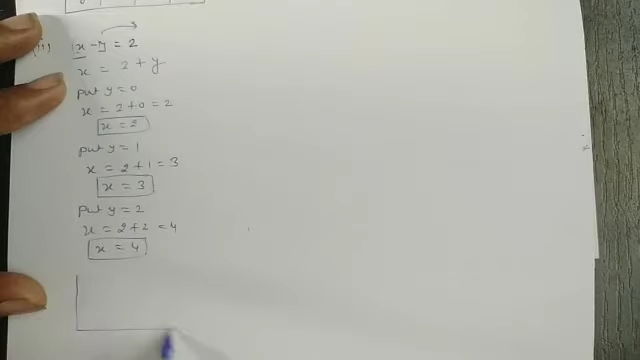 (ii) x - y = 2
x = 2 + y
put y = 0
x = 2 + 0 = 2
x = 2
put y = 1
x = 2 + 1 = 3
x = 3
put y = 2
x = 2 + 2 = 4
x = 4